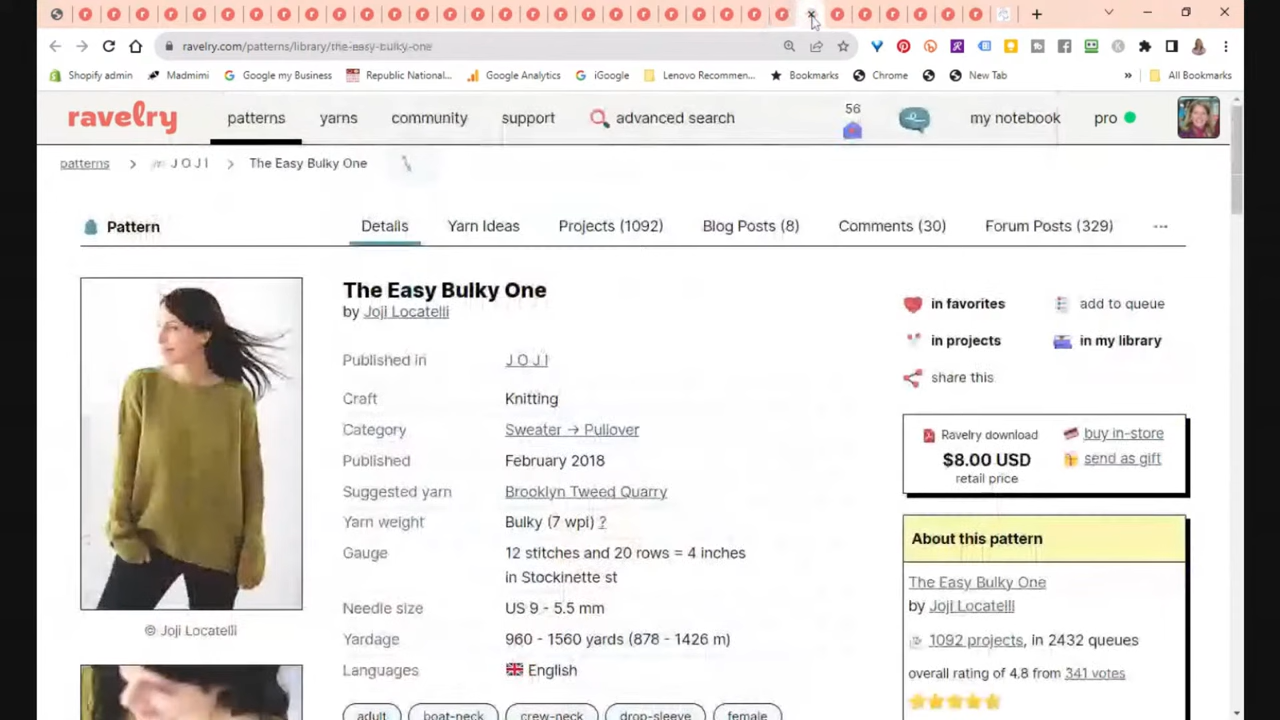 ravelry.com/patterns/library/the-easy-bulky-one
Shopify admin Madmimi Google my Business Republic National... Google Analytics iGoogle Lenovo Recommen... Bookmarks Chrome New Tab » All Bookmarks
ravelry patterns yarns community support advanced search 56 my notebook pro
patterns > J O J I > The Easy Bulky One
Pattern Details Yarn Ideas Projects (1092) Blog Posts (8) Comments (30) Forum Posts (329) ...
The Easy Bulky One
by Joji Locatelli
Published in J O J I
Craft Knitting
Category Sweater → Pullover
Published February 2018
Suggested yarn Brooklyn Tweed Quarry
Yarn weight Bulky (7 wpi) ?
Gauge 12 stitches and 20 rows = 4 inches
in Stockinette st
Needle size US 9 - 5.5 mm
Yardage 960 - 1560 yards (878 - 1426 m)
Languages English
adult boat-neck crew-neck drop-sleeve female
© Joji Locatelli
in favorites add to queue
in projects in my library
share this
Ravelry download buy in-store
$8.00 USD send as gift
retail price
About this pattern
The Easy Bulky One
by Joji Locatelli
1092 projects, in 2432 queues
overall rating of 4.8 from 341 votes